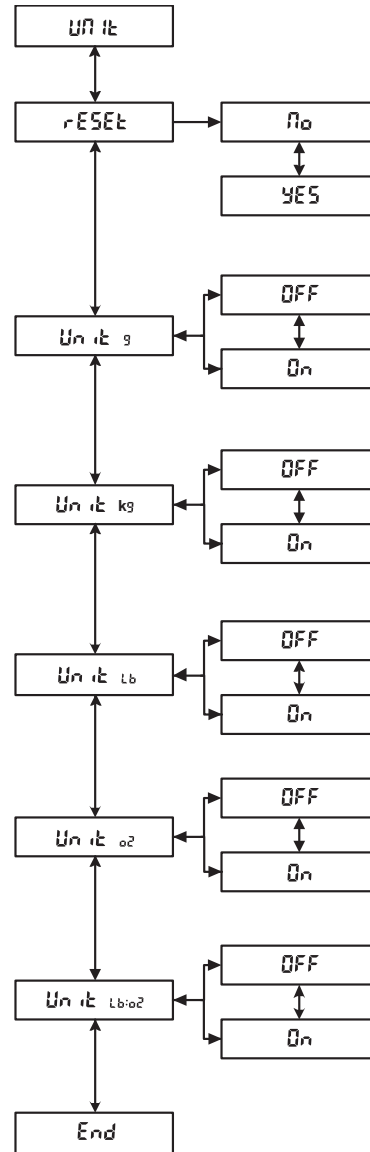 UNit
rESEt
No
YES
OFF
Unit g
On
OFF
Unit kg
On
OFF
Unit Lb
On
OFF
Unit oz
On
OFF
Unit Lb:oz
On
End